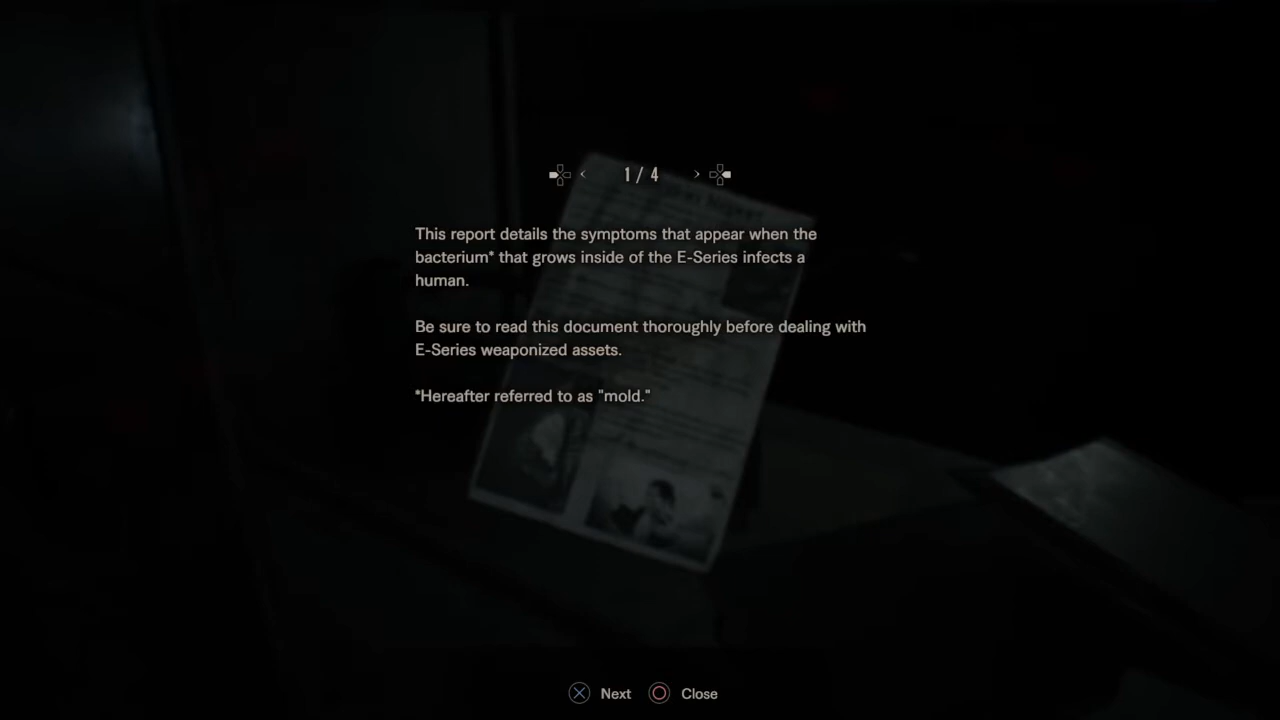 1 / 4
This report details the symptoms that appear when the
bacterium* that grows inside of the E-Series infects a
human.
Be sure to read this document thoroughly before dealing with
E-Series weaponized assets.
*Hereafter referred to as "mold."
Next Close